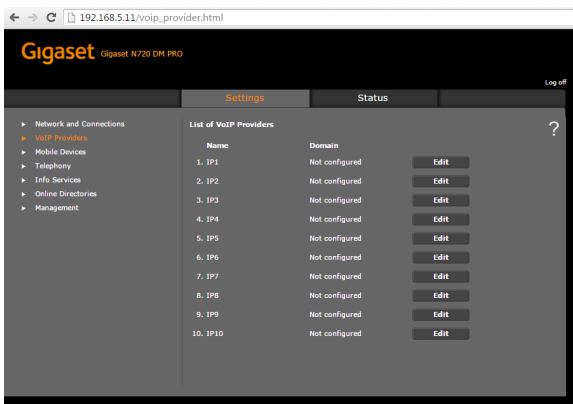 192.168.5.11/voip_provider.html
Gigaset Gigaset N720 DM PRO
Log off
Settings Status
Network and Connections
VoIP Providers
Mobile Devices
Telephony
Info Services
Online Directories
Management
List of VoIP Providers ?
Name Domain
1. IP1 Not configured Edit
2. IP2 Not configured Edit
3. IP3 Not configured Edit
4. IP4 Not configured Edit
5. IP5 Not configured Edit
6. IP6 Not configured Edit
7. IP7 Not configured Edit
8. IP8 Not configured Edit
9. IP9 Not configured Edit
10. IP10 Not configured Edit